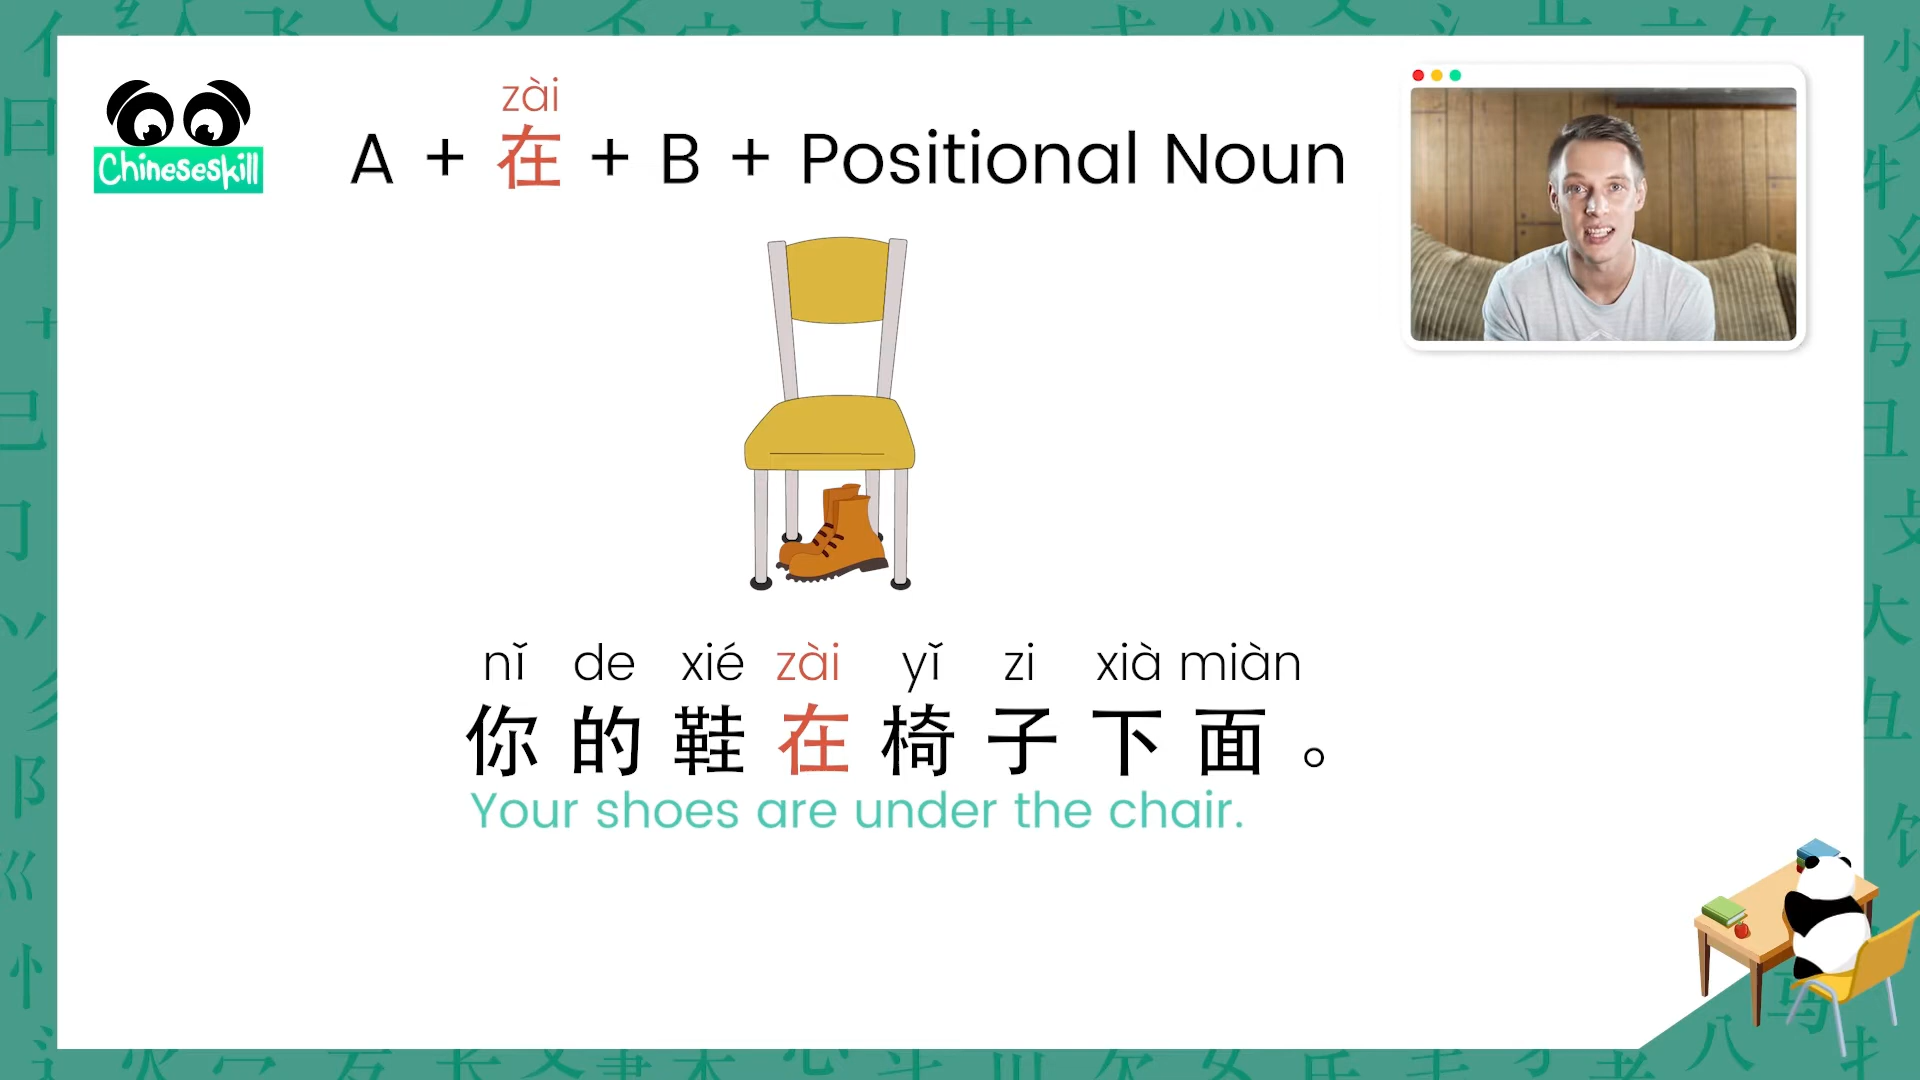 Chineseskill
zài
A + 在 + B + Positional Noun
nǐ de xié zài yǐ zi xià miàn
你的鞋在椅子下面。
Your shoes are under the chair.